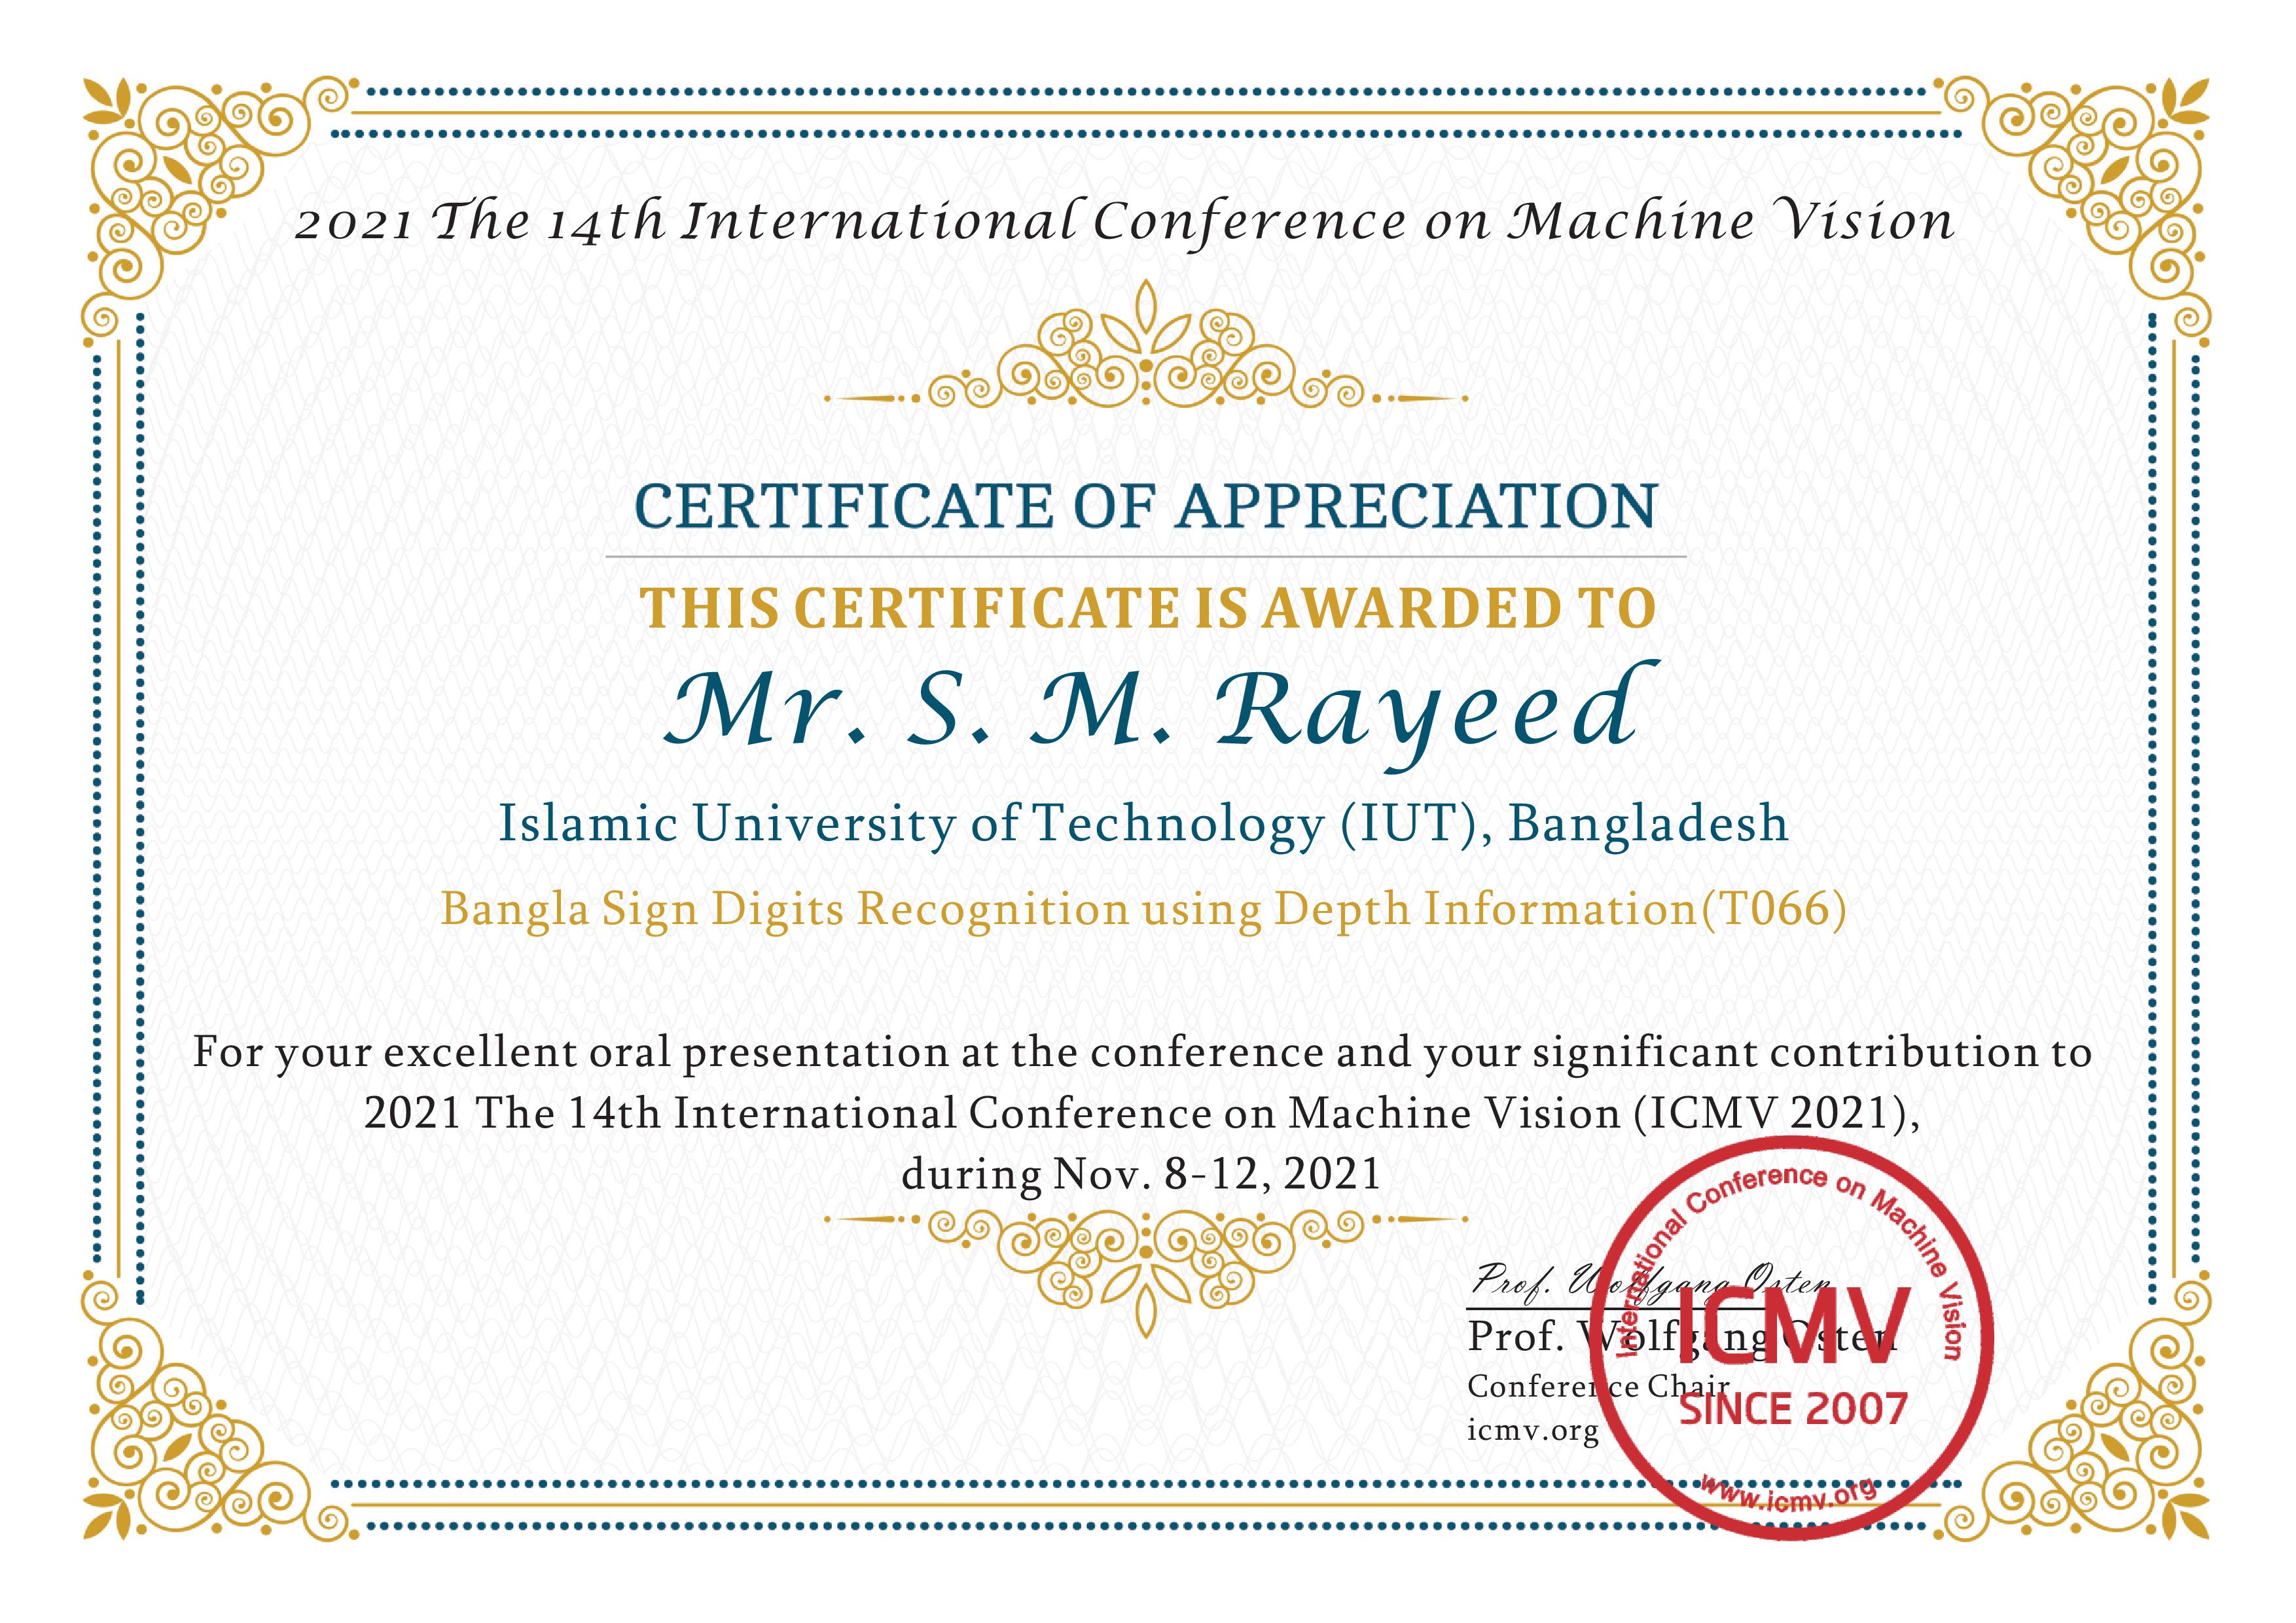 2021 The 14th International Conference on Machine Vision
CERTIFICATE OF APPRECIATION
THIS CERTIFICATE IS AWARDED TO
Mr. S. M. Rayeed
Islamic University of Technology (IUT), Bangladesh
Bangla Sign Digits Recognition using Depth Information(T066)
For your excellent oral presentation at the conference and your significant contribution to
2021 The 14th International Conference on Machine Vision (ICMV 2021),
during Nov. 8-12, 2021
Prof. Wolfgang Osten
Prof. Wolfgang Osten
Conference Chair
icmv.org
International Conference on Machine Vision
ICMV
SINCE 2007
www.icmv.org